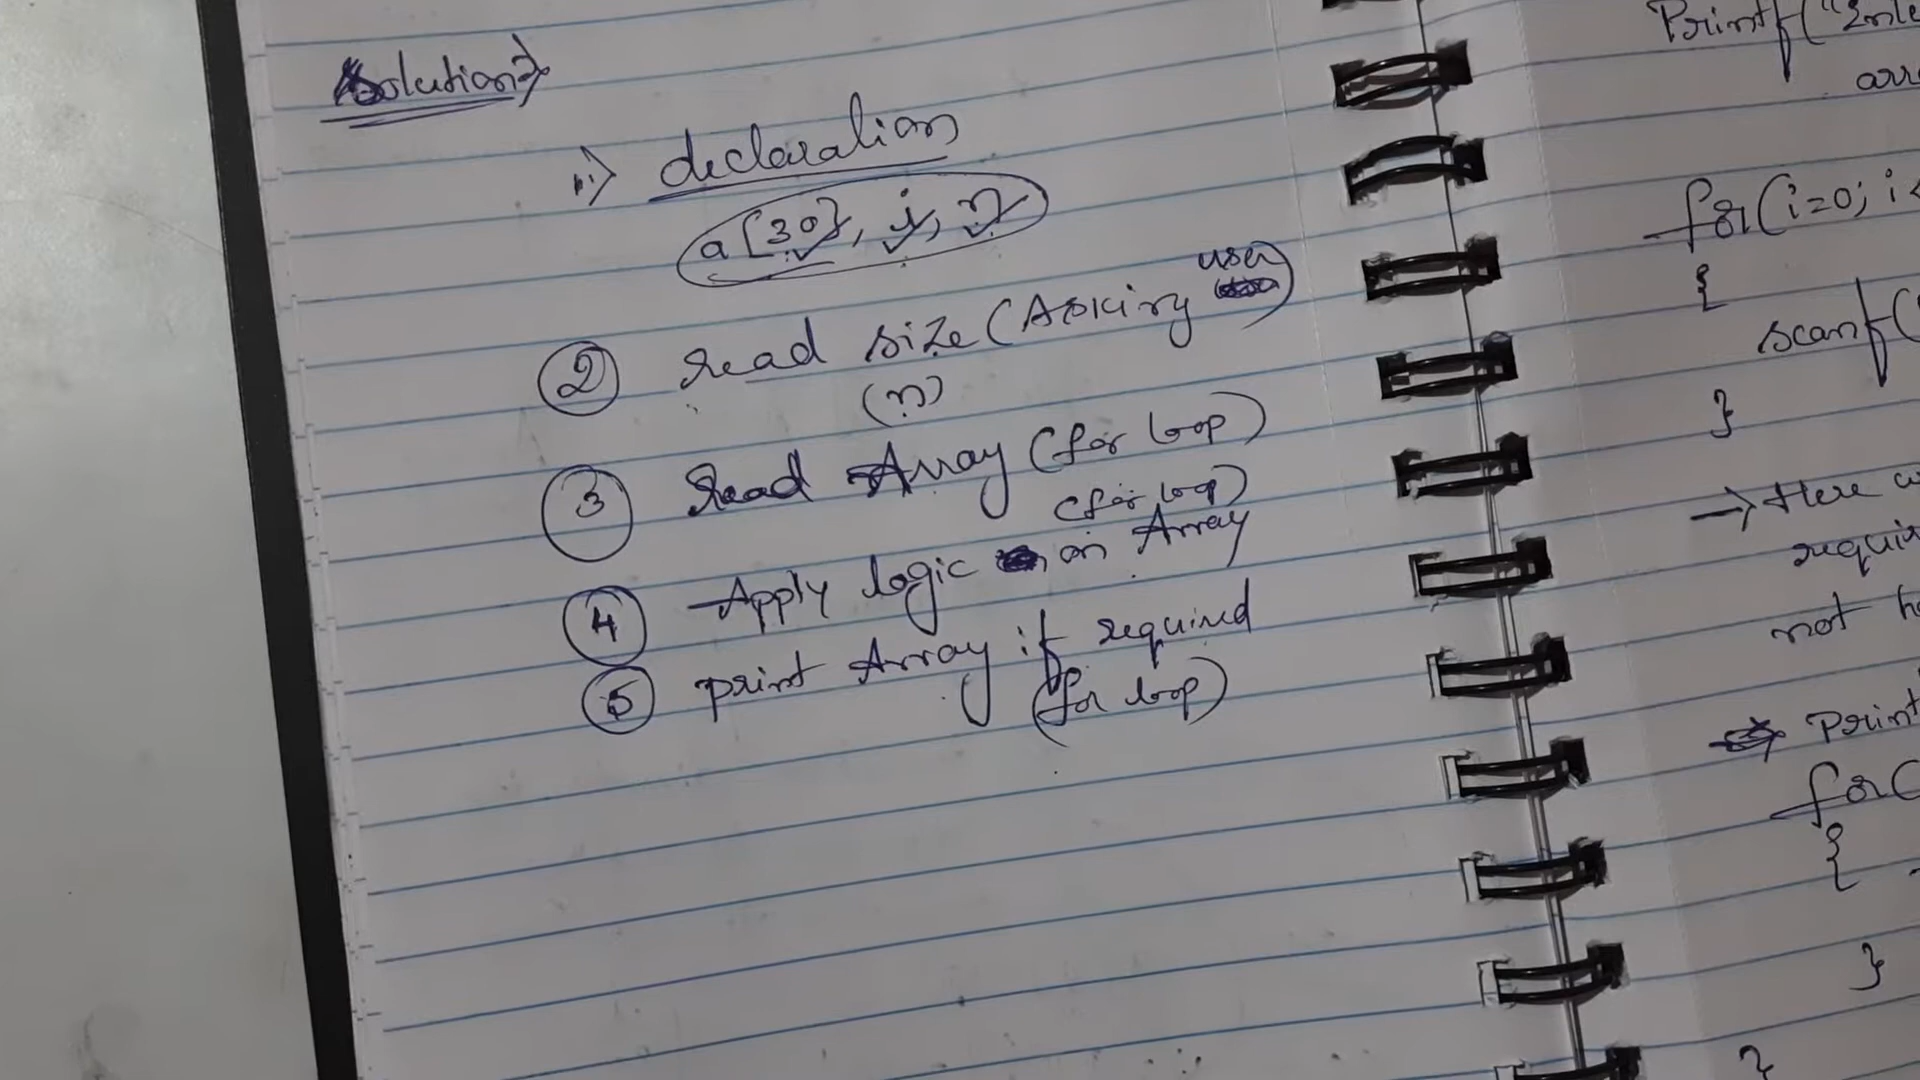 Solution⇒
1⇒ declaration
a[30], i, n
② read size (Asking user)
(n)
③ Read Array (for loop)
(for loop)
④ Apply logic on Array
⑤ print Array if required
(for loop)
Printf("
arr
for(i=0; i<
{
scanf(
}
→ Here
requir
not
Print
for(
{
}